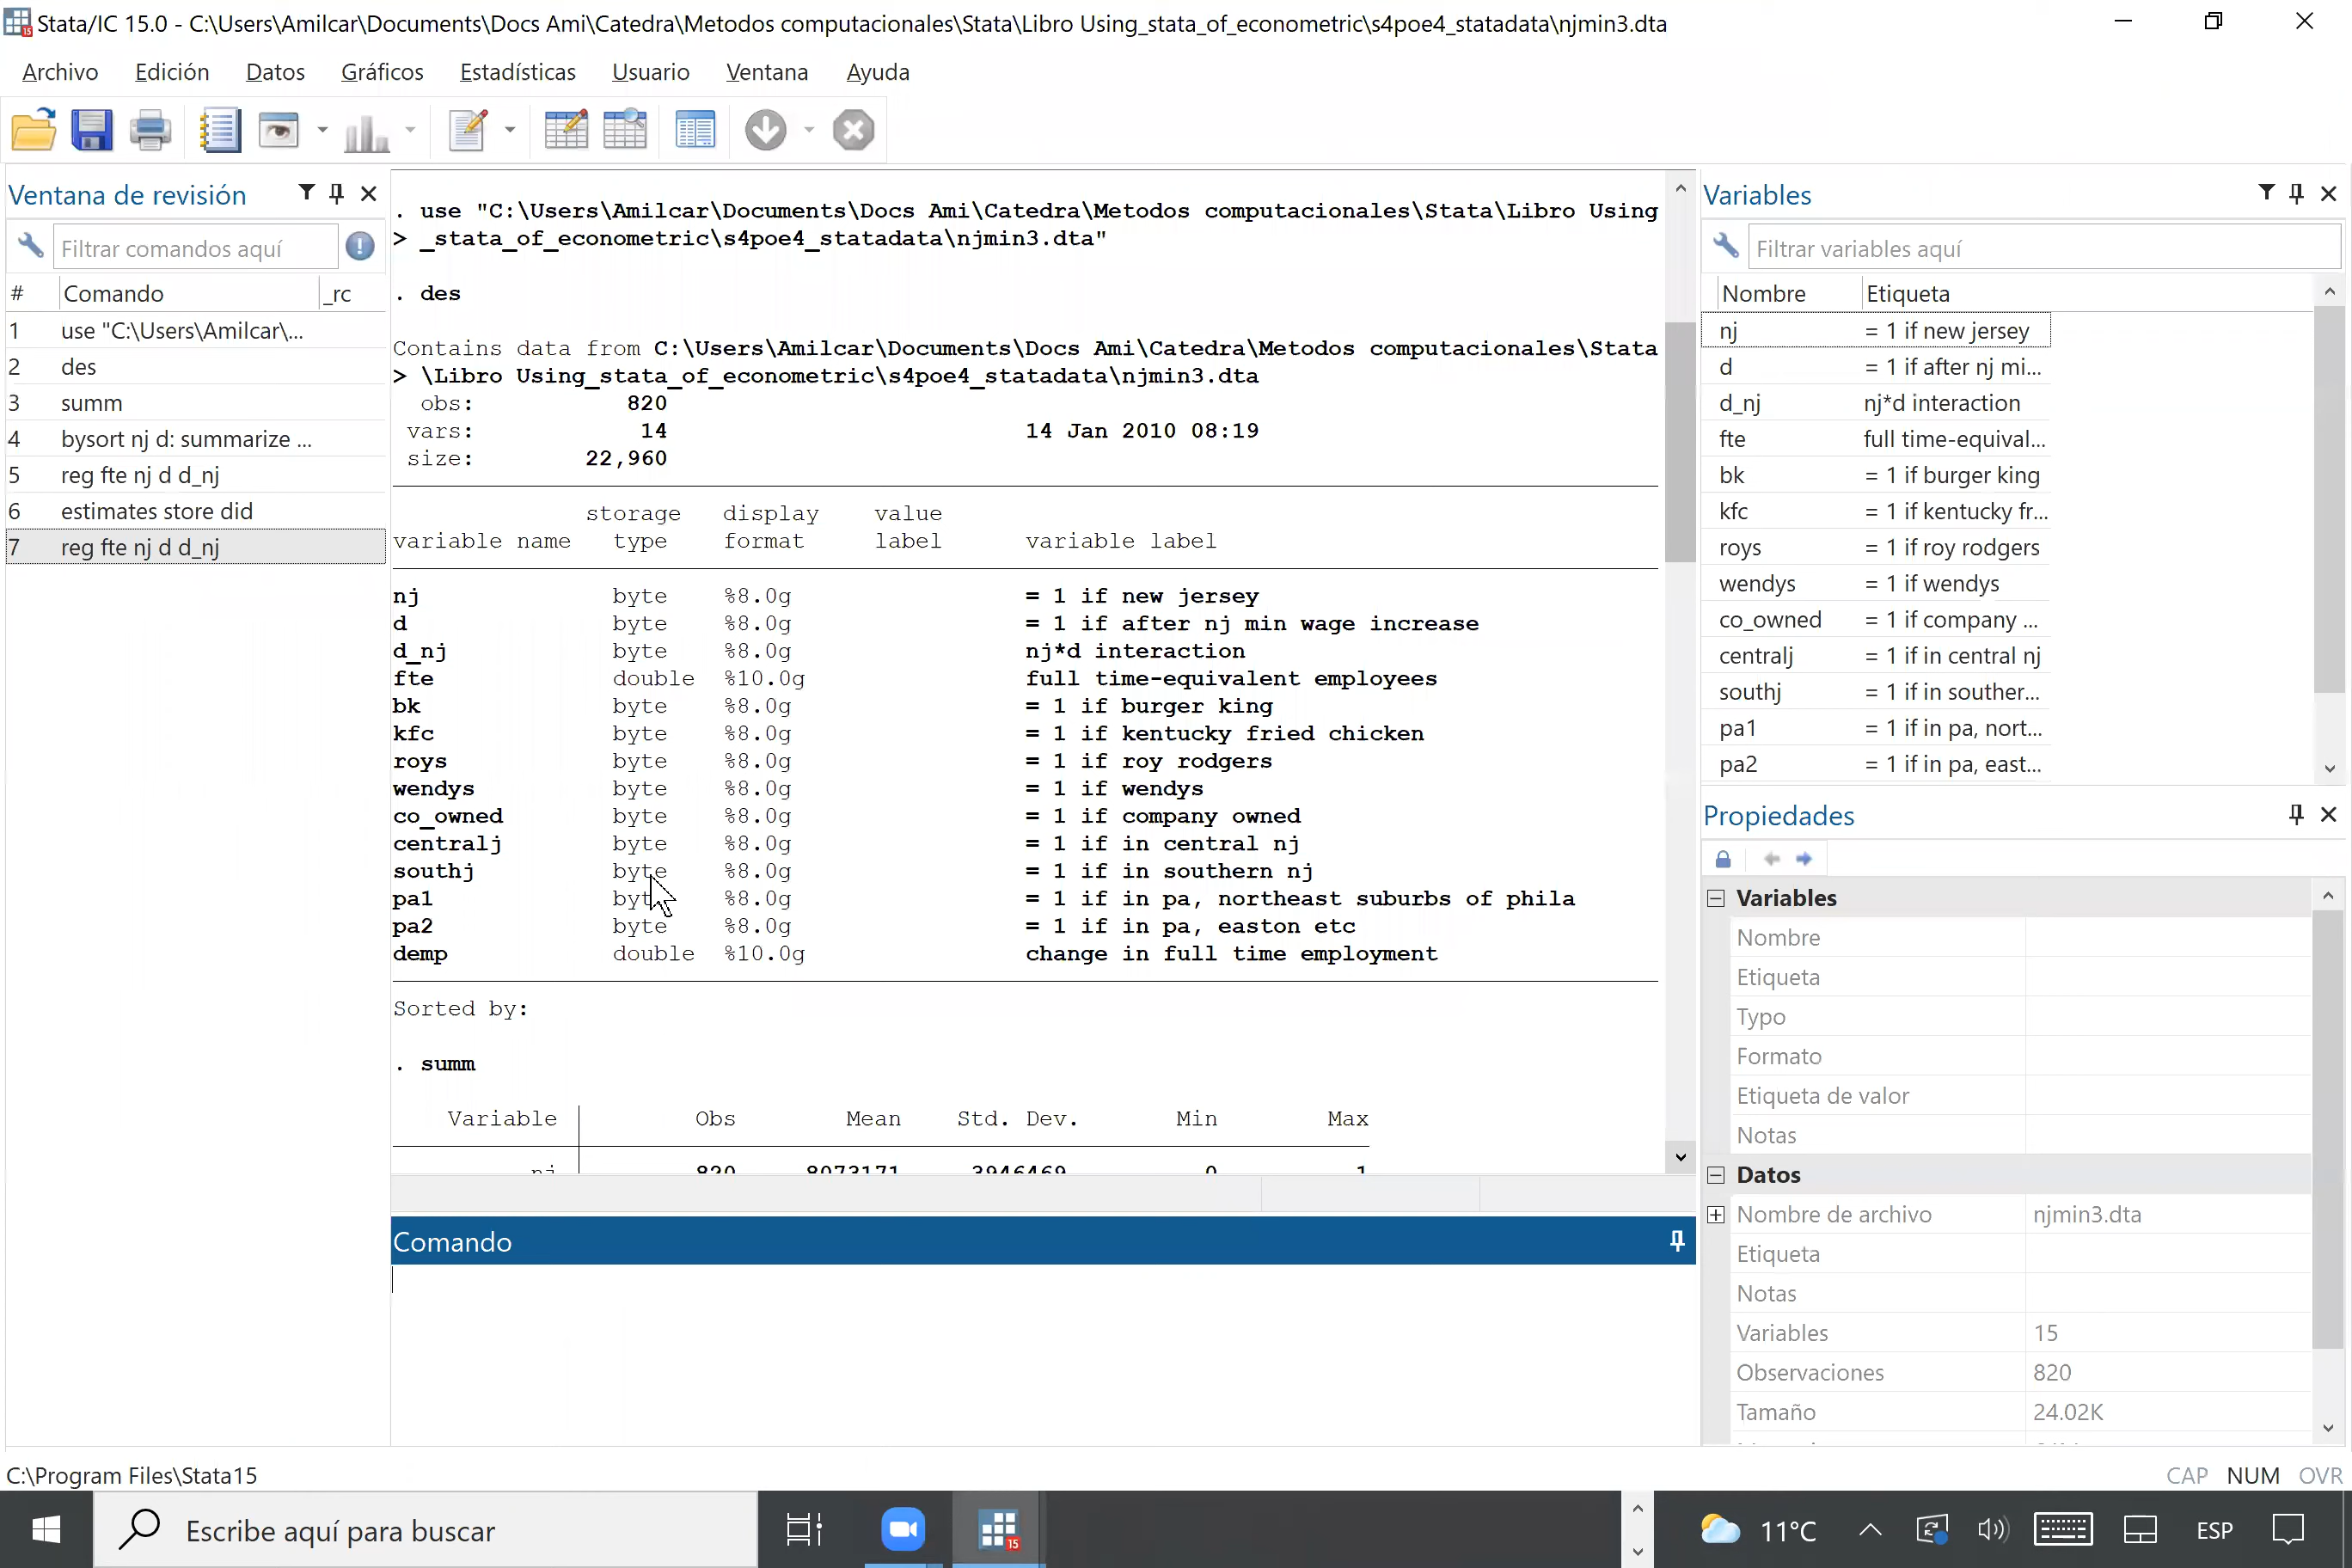 Stata/IC 15.0 - C:\Users\Amilcar\Documents\Docs Ami\Catedra\Metodos computacionales\Stata\Libro Using_stata_of_econometric\s4poe4_statadata\njmin3.dta
Archivo Edición Datos Gráficos Estadísticas Usuario Ventana Ayuda
Ventana de revisión
Filtrar comandos aquí
# Comando _rc
1 use "C:\Users\Amilcar\...
2 des
3 summ
4 bysort nj d: summarize ...
5 reg fte nj d d_nj
6 estimates store did
7 reg fte nj d d_nj
. use "C:\Users\Amilcar\Documents\Docs Ami\Catedra\Metodos computacionales\Stata\Libro Using
> _stata_of_econometric\s4poe4_statadata\njmin3.dta"
. des
Contains data from C:\Users\Amilcar\Documents\Docs Ami\Catedra\Metodos computacionales\Stata
> \Libro Using_stata_of_econometric\s4poe4_statadata\njmin3.dta
obs: 820
vars: 14 14 Jan 2010 08:19
size: 22,960
storage display value
variable name type format label variable label
nj byte %8.0g = 1 if new jersey
d byte %8.0g = 1 if after nj min wage increase
d_nj byte %8.0g nj*d interaction
fte double %10.0g full time-equivalent employees
bk byte %8.0g = 1 if burger king
kfc byte %8.0g = 1 if kentucky fried chicken
roys byte %8.0g = 1 if roy rodgers
wendys byte %8.0g = 1 if wendys
co_owned byte %8.0g = 1 if company owned
centralj byte %8.0g = 1 if in central nj
southj byte %8.0g = 1 if in southern nj
pa1 byte %8.0g = 1 if in pa, northeast suburbs of phila
pa2 byte %8.0g = 1 if in pa, easton etc
demp double %10.0g change in full time employment
Sorted by:
. summ
Variable Obs Mean Std. Dev. Min Max
nj 820 .8073171 .3946469 0 1
Comando
Variables
Filtrar variables aquí
Nombre Etiqueta
nj = 1 if new jersey
d = 1 if after nj mi...
d_nj nj*d interaction
fte full time-equival...
bk = 1 if burger king
kfc = 1 if kentucky fr...
roys = 1 if roy rodgers
wendys = 1 if wendys
co_owned = 1 if company ...
centralj = 1 if in central nj
southj = 1 if in souther...
pa1 = 1 if in pa, nort...
pa2 = 1 if in pa, east...
Propiedades
Variables
Nombre
Etiqueta
Typo
Formato
Etiqueta de valor
Notas
Datos
Nombre de archivo njmin3.dta
Etiqueta
Notas
Variables 15
Observaciones 820
Tamaño 24.02K
C:\Program Files\Stata15
CAP NUM OVR
Escribe aquí para buscar
15
11°C
ESP